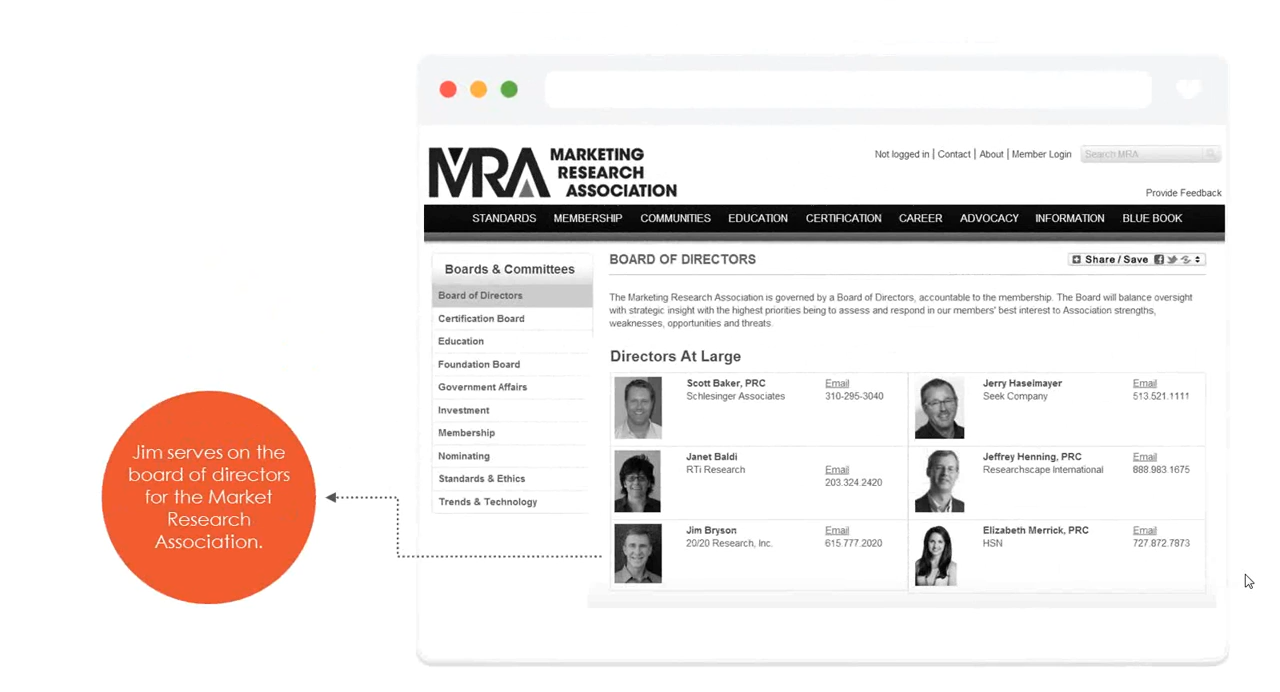 MRA MARKETING
RESEARCH
ASSOCIATION
Not logged in | Contact | About | Member Login
Search MRA
Provide Feedback
STANDARDS MEMBERSHIP COMMUNITIES EDUCATION CERTIFICATION CAREER ADVOCACY INFORMATION BLUE BOOK
Boards & Committees
Board of Directors
Certification Board
Education
Foundation Board
Government Affairs
Investment
Membership
Nominating
Standards & Ethics
Trends & Technology
BOARD OF DIRECTORS
Share / Save
The Marketing Research Association is governed by a Board of Directors, accountable to the membership. The Board will balance oversight
with strategic insight with the highest priorities being to assess and respond in our members' best interest to Association strengths,
weaknesses, opportunities and threats.
Directors At Large
Scott Baker, PRC Email
Schlesinger Associates 310-295-3040
Jerry Haselmayer Email
Seek Company 513.521.1111
Janet Baldi
RTi Research Email
203.324.2420
Jeffrey Henning, PRC Email
Researchscape International 888.983.1675
Jim Bryson Email
20/20 Research, Inc. 615.777.2020
Elizabeth Merrick, PRC Email
HSN 727.872.7873
Jim serves on the
board of directors
for the Market
Research
Association.